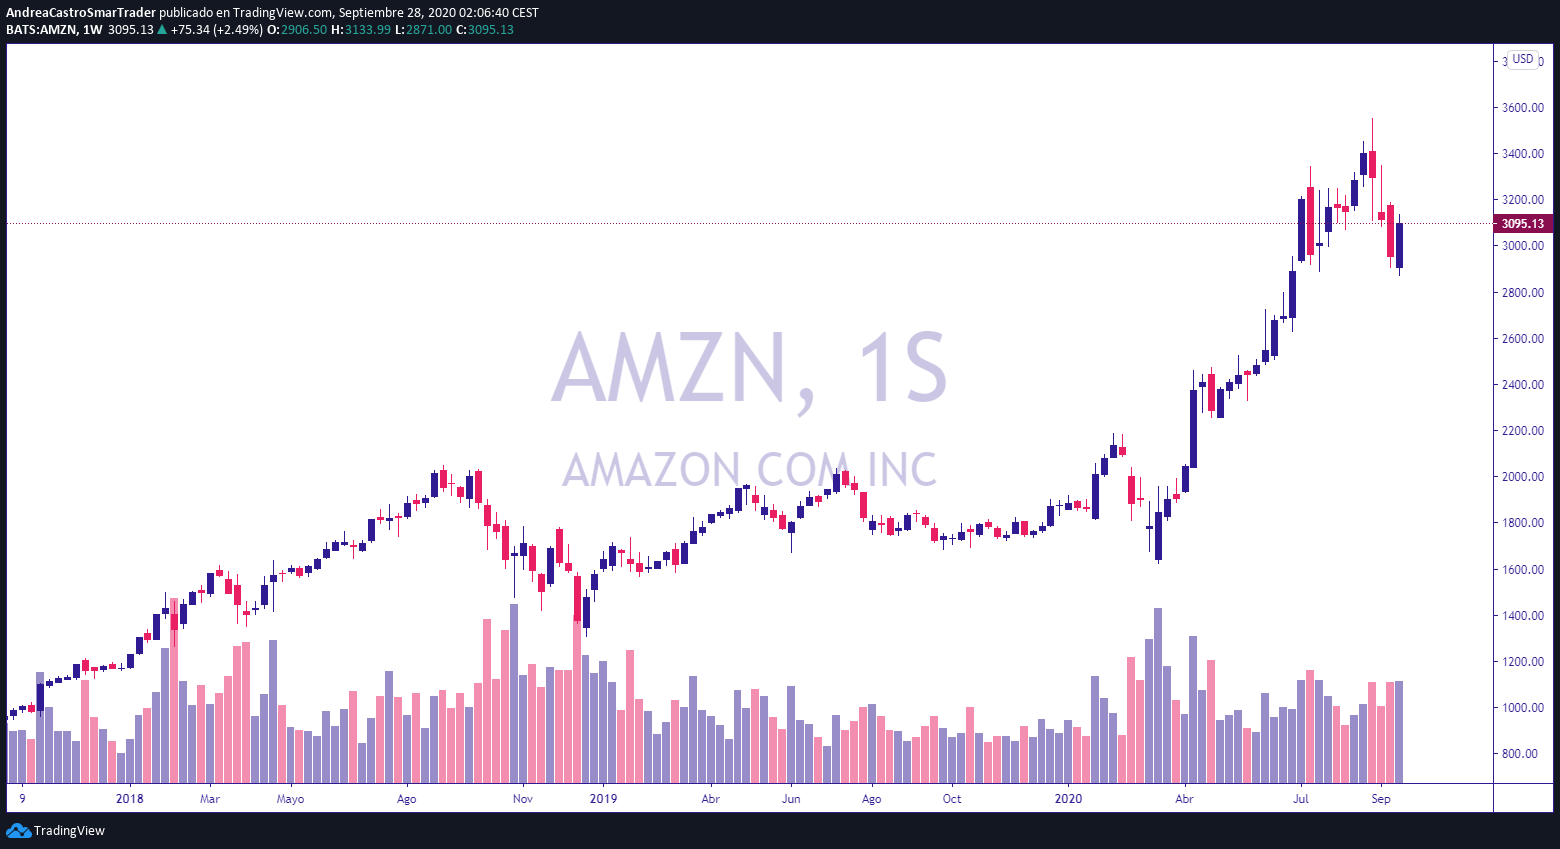 AndreaCastroSmarTrader publicado en TradingView.com, Septiembre 28, 2020 02:06:40 CEST
BATS:AMZN, 1W 3095.13 ▲ +75.34 (+2.49%) O:2906.50 H:3133.99 L:2871.00 C:3095.13
USD
3600.00
3400.00
3200.00
3095.13
3000.00
2800.00
2600.00
2400.00
2200.00
2000.00
1800.00
1600.00
1400.00
1200.00
1000.00
800.00
AMZN, 1S
AMAZON COM INC
9 2018 Mar Mayo Ago Nov 2019 Abr Jun Ago Oct 2020 Abr Jul Sep
TradingView